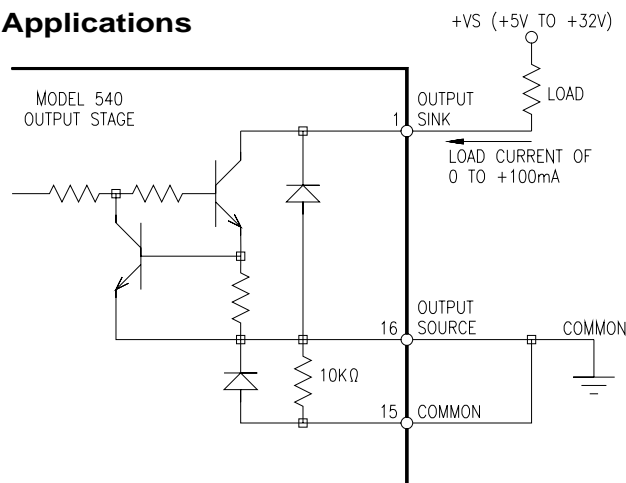 Applications
+VS (+5V TO +32V)
MODEL 540
OUTPUT STAGE
OUTPUT
SINK
1
LOAD
LOAD CURRENT OF
0 TO +100mA
OUTPUT
SOURCE
16
COMMON
10KΩ
15
COMMON